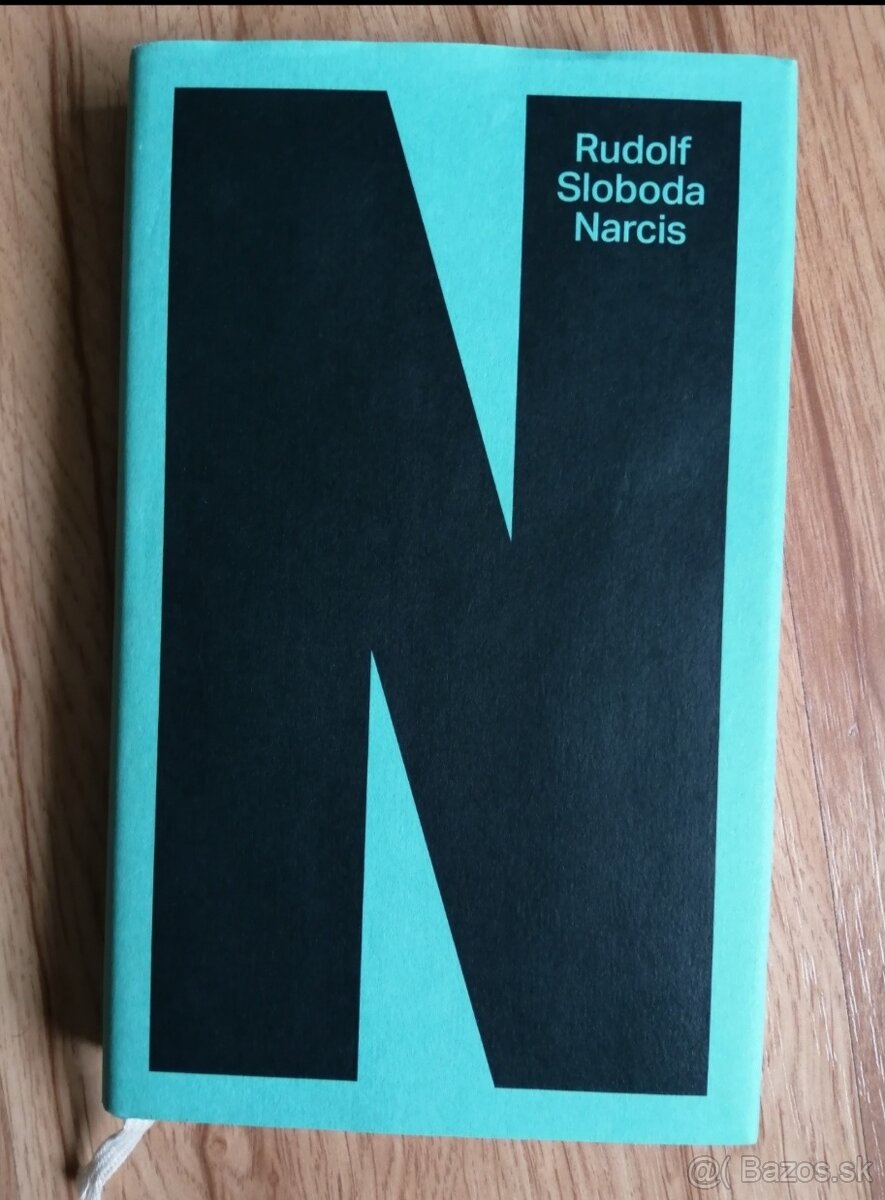 N
Rudolf
Sloboda
Narcis
@( Bazos.sk